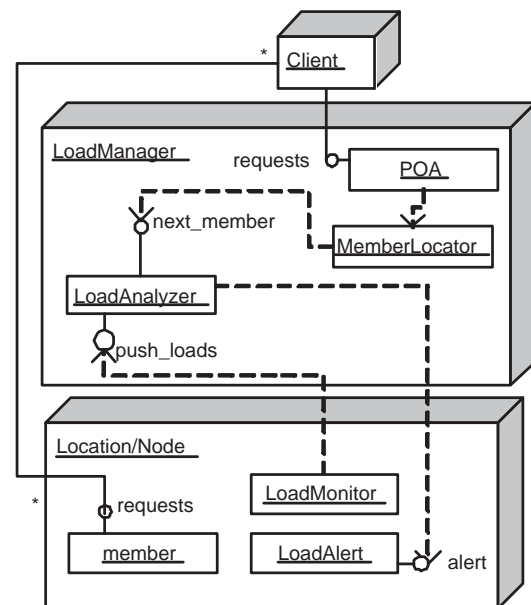 *
Client
LoadManager
requests
POA
next_member
MemberLocator
LoadAnalyzer
push_loads
Location/Node
LoadMonitor
*
requests
member
LoadAlert
alert